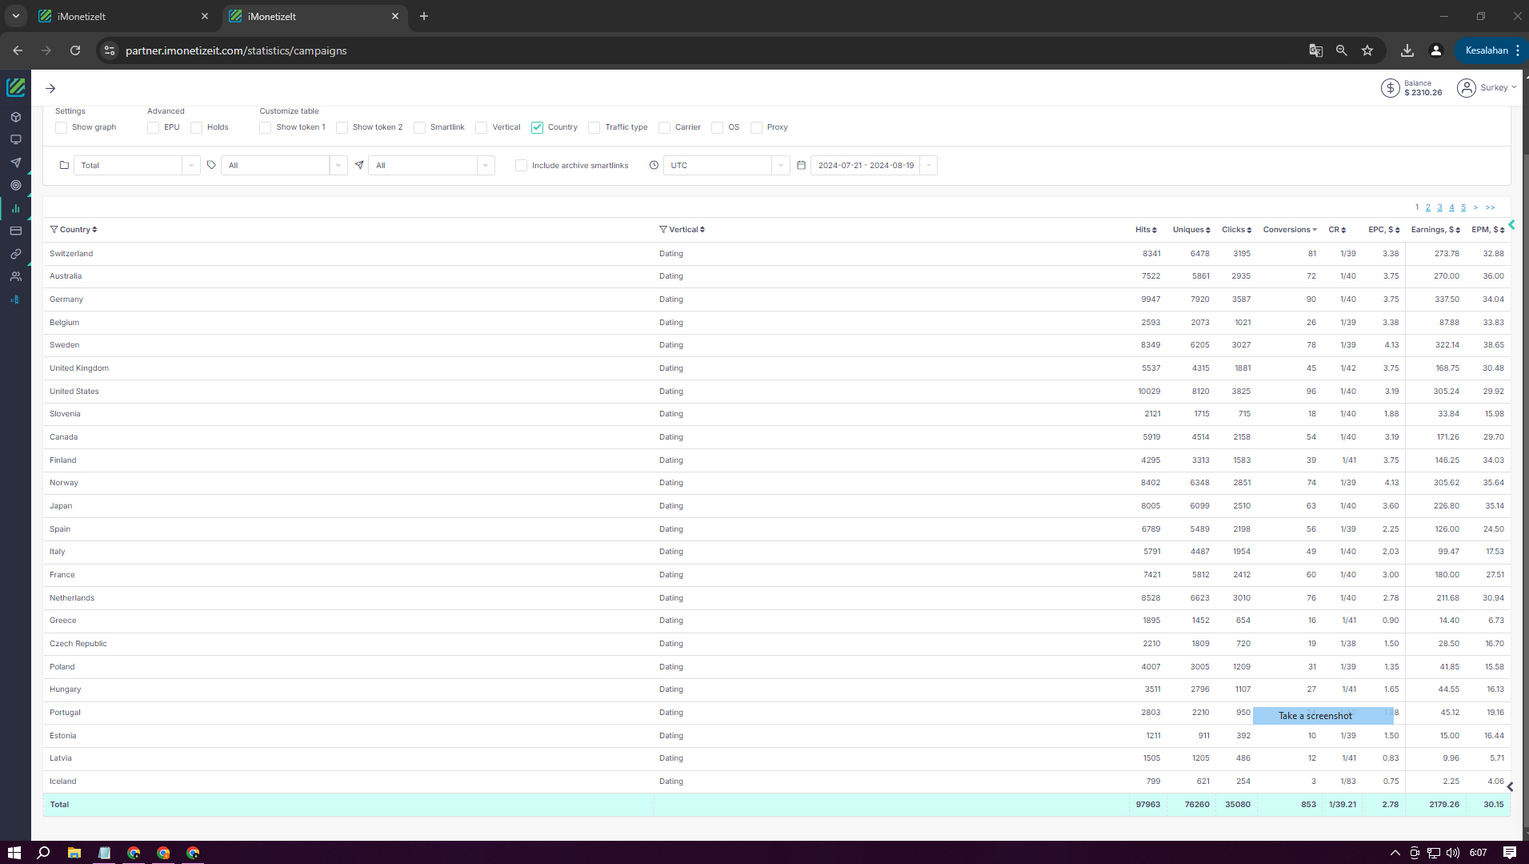 iMonetizeIt
iMonetizeIt
partner.imonetizeit.com/statistics/campaigns
Kesalahan
Balance
$ 2310.26
Surkey
Settings Advanced Customize table
Show graph EPU Holds Show token 1 Show token 2 Smartlink Vertical Country Traffic type Carrier OS Proxy
Total All All Include archive smartlinks UTC 2024-07-21 - 2024-08-19
1 2 3 4 5 > >>
Country Vertical Hits Uniques Clicks Conversions CR EPC, $ Earnings, $ EPM, $
Switzerland Dating 8341 6478 3195 81 1/39 3.38 273.78 32.88
Australia Dating 7522 5861 2935 72 1/40 3.75 270.00 36.00
Germany Dating 9947 7920 3587 90 1/40 3.75 337.50 34.04
Belgium Dating 2593 2073 1021 26 1/39 3.38 87.88 33.83
Sweden Dating 8349 6205 3027 78 1/39 4.13 322.14 38.65
United Kingdom Dating 5537 4315 1881 45 1/42 3.75 168.75 30.48
United States Dating 10029 8120 3825 96 1/40 3.19 305.24 29.92
Slovenia Dating 2121 1715 715 18 1/40 1.88 33.84 15.98
Canada Dating 5919 4514 2158 54 1/40 3.19 171.26 29.70
Finland Dating 4295 3313 1583 39 1/41 3.75 146.25 34.03
Norway Dating 8402 6348 2851 74 1/39 4.13 305.62 35.64
Japan Dating 8005 6099 2510 63 1/40 3.60 226.80 35.14
Spain Dating 6789 5489 2198 56 1/39 2.25 126.00 24.50
Italy Dating 5791 4487 1954 49 1/40 2.03 99.47 17.53
France Dating 7421 5812 2412 60 1/40 3.00 180.00 27.51
Netherlands Dating 8528 6623 3010 76 1/40 2.78 211.68 30.94
Greece Dating 1895 1452 654 16 1/41 0.90 14.40 6.73
Czech Republic Dating 2210 1809 720 19 1/38 1.50 28.50 16.70
Poland Dating 4007 3005 1209 31 1/39 1.35 41.85 15.58
Hungary Dating 3511 2796 1107 27 1/41 1.65 44.55 16.13
Portugal Dating 2803 2210 950 45.12 19.16
Take a screenshot
Estonia Dating 1211 911 392 10 1/39 1.50 15.00 16.44
Latvia Dating 1505 1205 486 12 1/41 0.83 9.96 5.71
Iceland Dating 799 621 254 3 1/83 0.75 2.25 4.06
Total 97963 76260 35080 853 1/39.21 2.78 2179.26 30.15
6:07